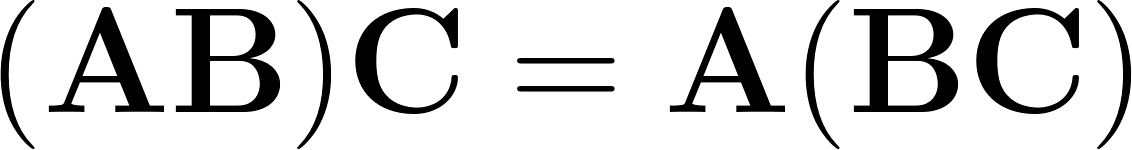 (AB)C = A(BC)